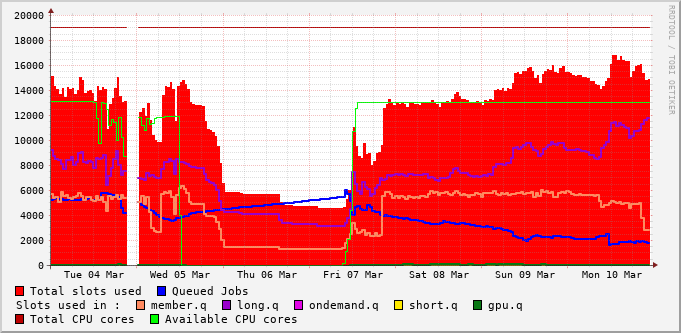 20000
18000
16000
14000
12000
10000
8000
6000
4000
2000
0
Tue 04 Mar Wed 05 Mar Thu 06 Mar Fri 07 Mar Sat 08 Mar Sun 09 Mar Mon 10 Mar
Total slots used Queued Jobs
Slots used in : member.q long.q ondemand.q short.q gpu.q
Total CPU cores Available CPU cores
RRDTOOL / TOBI OETIKER